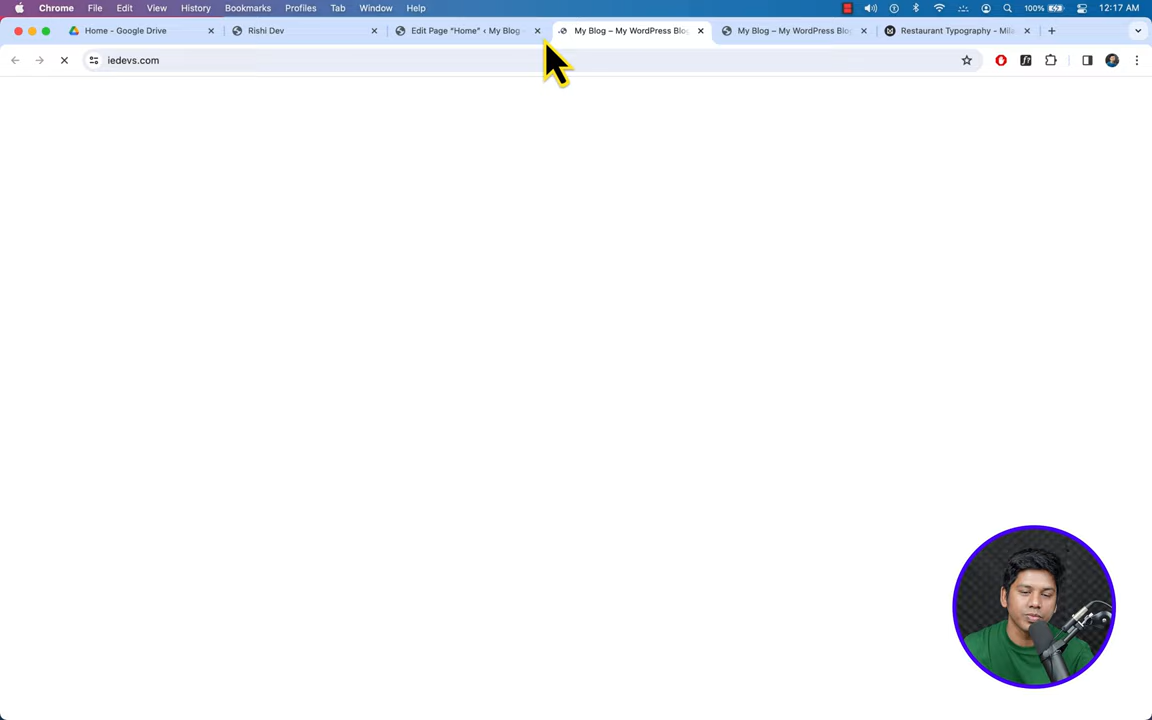 Chrome File Edit View History Bookmarks Profiles Tab Window Help 100% 12:17 AM
Home - Google Drive Rishi Dev Edit Page "Home" ‹ My Blog - My Blog – My WordPress Blo My Blog – My WordPress Blo Restaurant Typography - Mila
iedevs.com